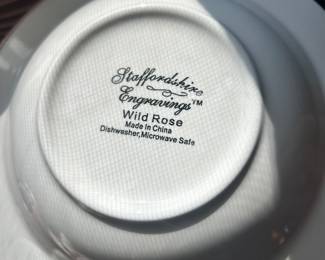 Staffordshire
Engravings™
Wild Rose
Made In China
Dishwasher,Microwave Safe